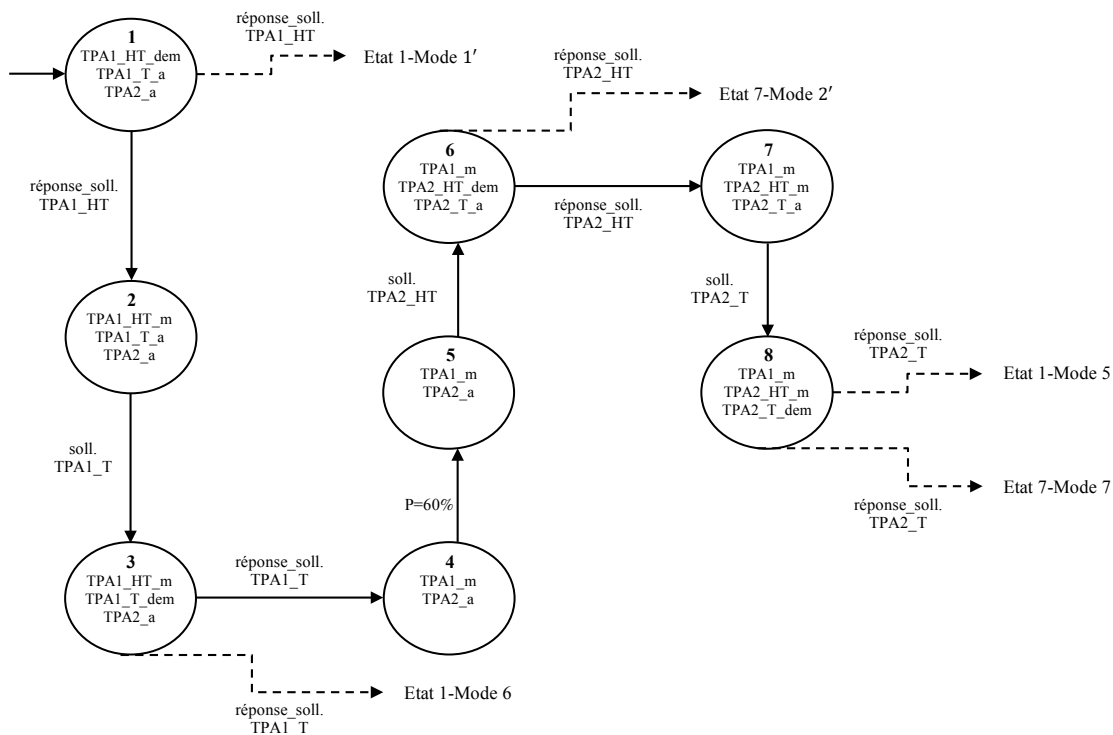 réponse_soll.
TPA1_HT
Etat 1-Mode 1′
1
TPA1_HT_dem
TPA1_T_a
TPA2_a
réponse_soll.
TPA2_HT
Etat 7-Mode 2′
réponse_soll.
TPA1_HT
6
TPA1_m
TPA2_HT_dem
TPA2_T_a
réponse_soll.
TPA2_HT
7
TPA1_m
TPA2_HT_m
TPA2_T_a
2
TPA1_HT_m
TPA1_T_a
TPA2_a
soll.
TPA2_HT
soll.
TPA2_T
5
TPA1_m
TPA2_a
8
TPA1_m
TPA2_HT_m
TPA2_T_dem
réponse_soll.
TPA2_T
Etat 1-Mode 5
soll.
TPA1_T
P=60%
Etat 7-Mode 7
réponse_soll.
TPA2_T
3
TPA1_HT_m
TPA1_T_dem
TPA2_a
réponse_soll.
TPA1_T
4
TPA1_m
TPA2_a
Etat 1-Mode 6
réponse_soll.
TPA1_T